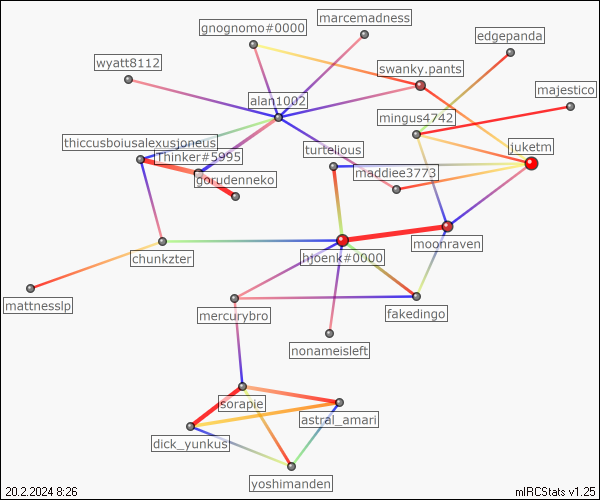 marcemadness
gnognomo#0000
edgepanda
wyatt8112
swanky.pants
majestico
alan1002
mingus4742
thiccusboiusalexusjoneus
turtelious
juketm
Thinker#5995
maddiee3773
gorudenneko
moonraven
chunkzter
hjoenk#0000
mattnesslp
mercurybro
fakedingo
nonameisleft
sorapie
astral_amari
dick_yunkus
yoshimanden
20.2.2024 8:26
mIRCStats v1.25